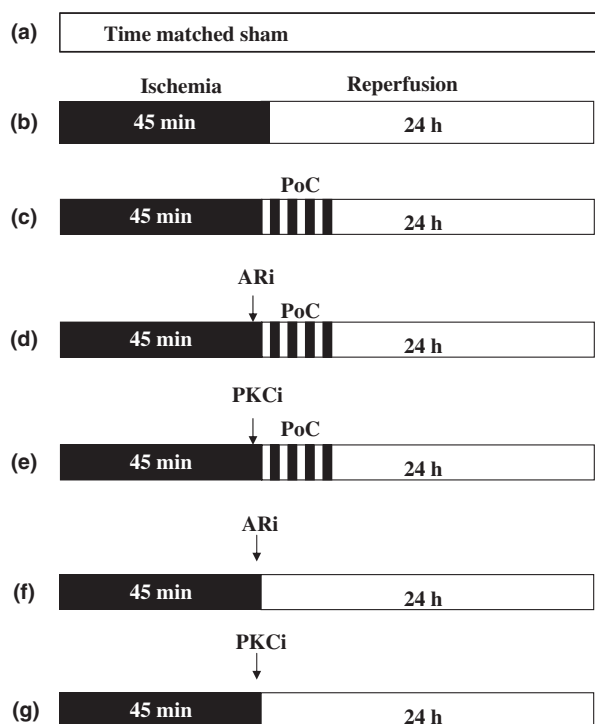 (a) Time matched sham
Ischemia Reperfusion
(b) 45 min 24 h
PoC
(c) 45 min 24 h
ARi
PoC
(d) 45 min 24 h
PKCi
PoC
(e) 45 min 24 h
ARi
(f) 45 min 24 h
PKCi
(g) 45 min 24 h